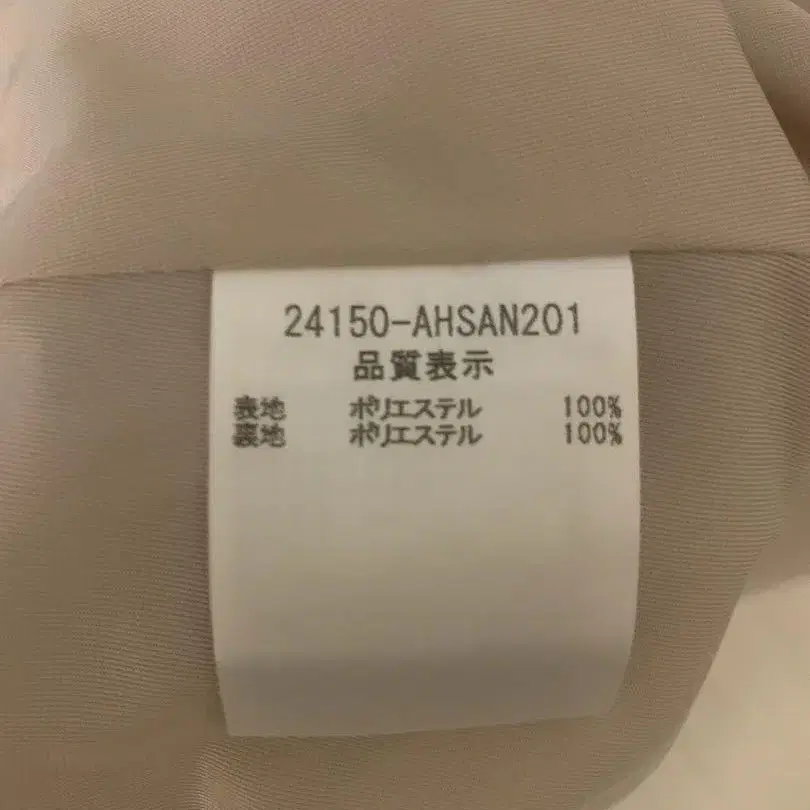 24150-AHSAN201
品質表示
表地 ポリエステル 100%
裏地 ポリエステル 100%